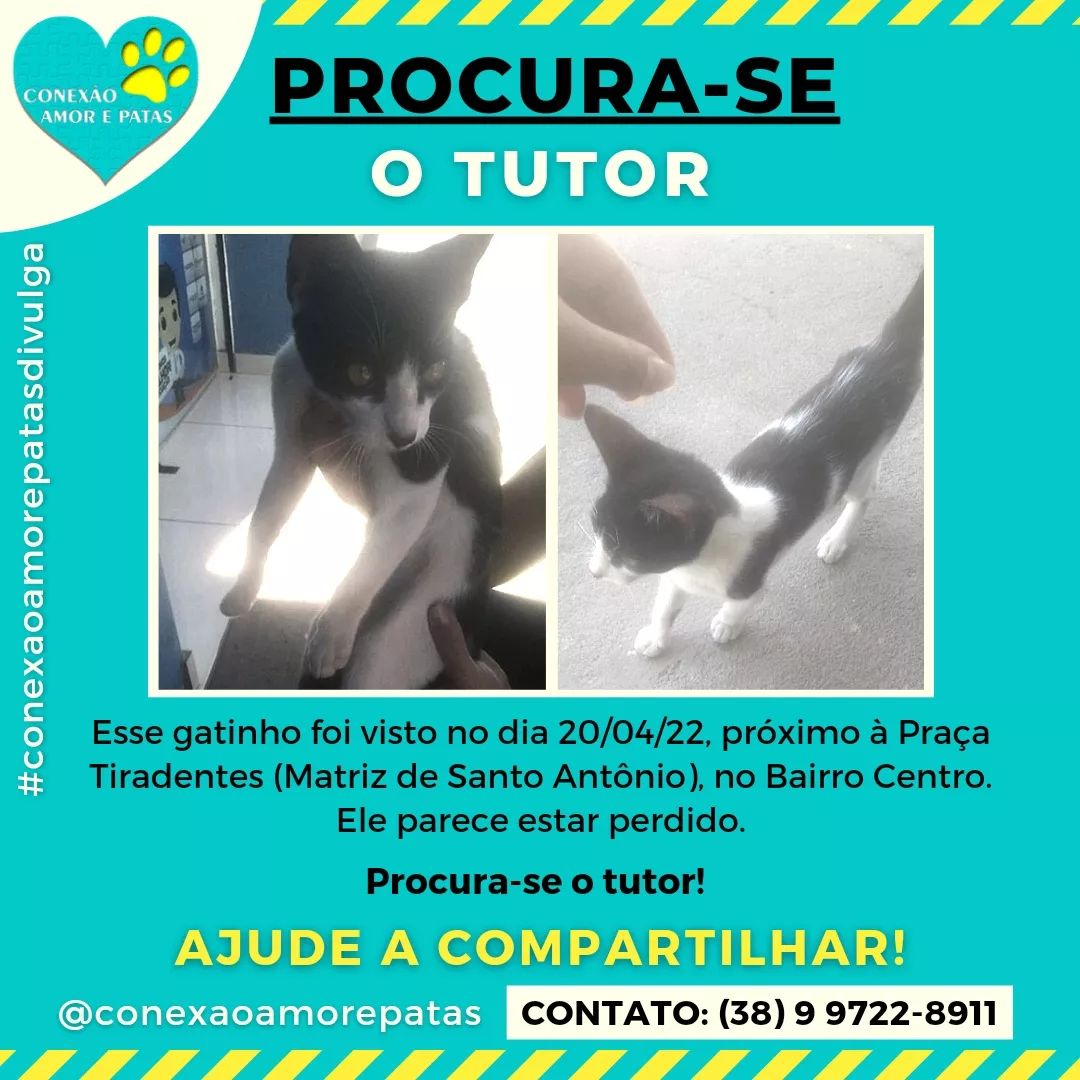 CONEXÃO
AMOR E PATAS
PROCURA-SE
O TUTOR
#conexaoamorepatasdivulga
Esse gatinho foi visto no dia 20/04/22, próximo à Praça
Tiradentes (Matriz de Santo Antônio), no Bairro Centro.
Ele parece estar perdido.
Procura-se o tutor!
AJUDE A COMPARTILHAR!
@conexaoamorepatas
CONTATO: (38) 9 9722-8911